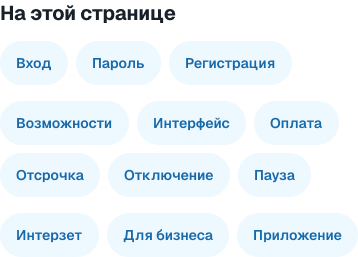 На этой странице
Вход Пароль Регистрация
Возможности Интерфейс Оплата
Отсрочка Отключение Пауза
Интерзет Для бизнеса Приложение